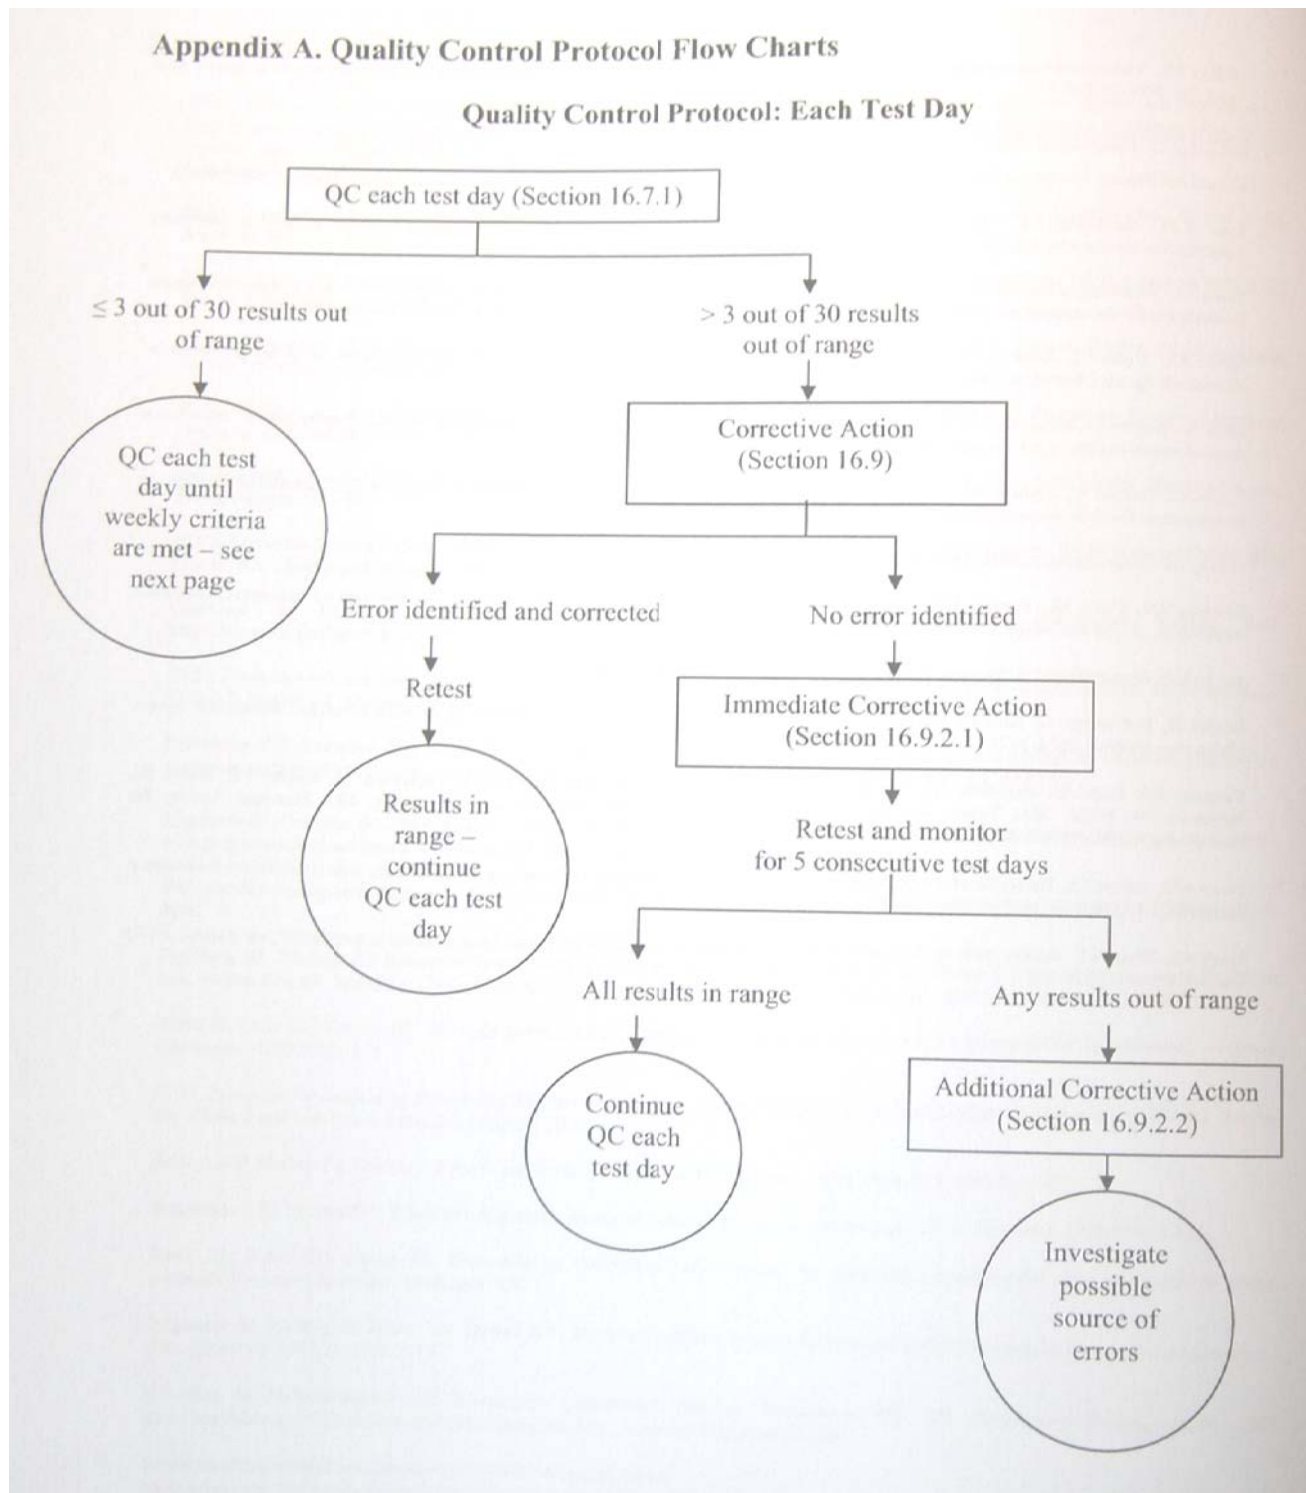 Appendix A. Quality Control Protocol Flow Charts
Quality Control Protocol: Each Test Day
QC each test day (Section 16.7.1)
≤ 3 out of 30 results out
of range
> 3 out of 30 results
out of range
QC each test
day until
weekly criteria
are met – see
next page
Corrective Action
(Section 16.9)
Error identified and corrected
No error identified
Retest
Immediate Corrective Action
(Section 16.9.2.1)
Results in
range –
continue
QC each test
day
Retest and monitor
for 5 consecutive test days
All results in range
Any results out of range
Continue
QC each
test day
Additional Corrective Action
(Section 16.9.2.2)
Investigate
possible
source of
errors